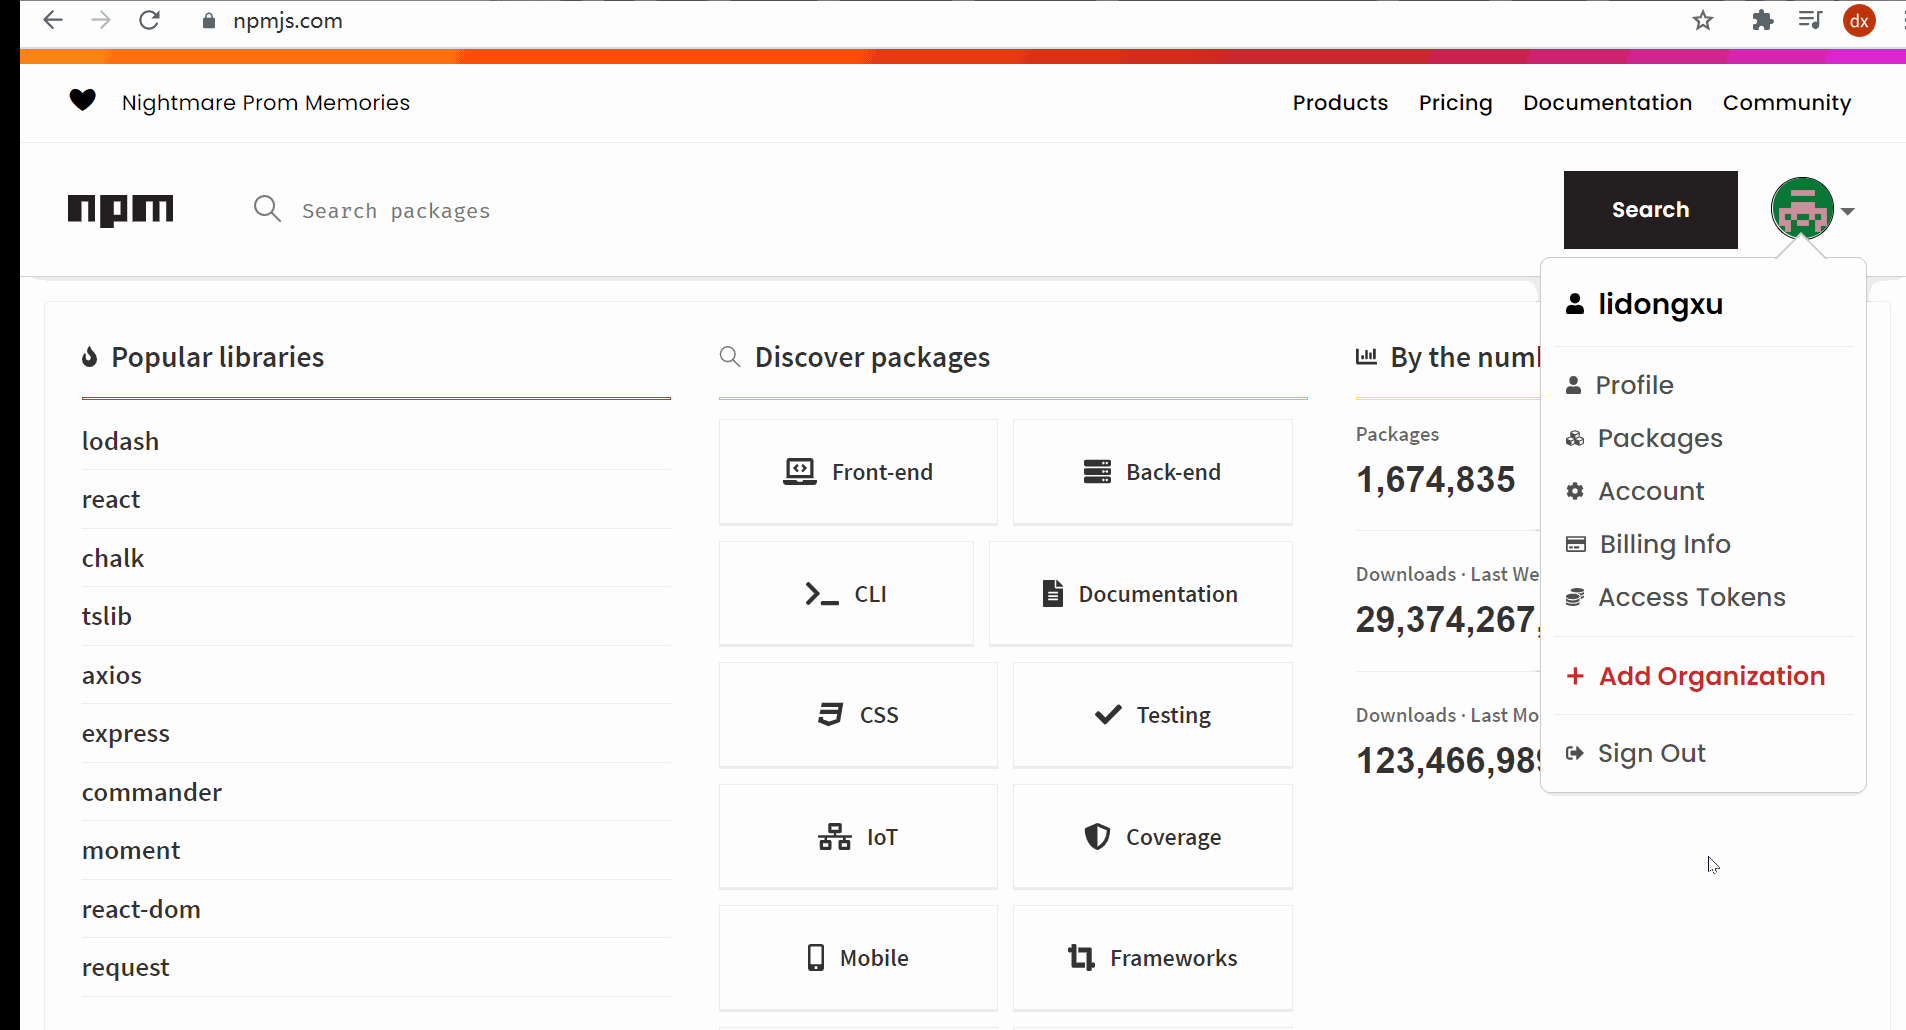 npmjs.com
dx
Nightmare Prom Memories
Products Pricing Documentation Community
npm
Search packages
Search
lidongxu
Profile
Packages
Account
Billing Info
Access Tokens
+ Add Organization
Sign Out
Popular libraries
lodash
react
chalk
tslib
axios
express
commander
moment
react-dom
request
Discover packages
Front-end
Back-end
CLI
Documentation
CSS
Testing
IoT
Coverage
Mobile
Frameworks
By the
Packages
1,674,835
Downloads · Last
29,374,267,
Downloads · Last
123,466,98